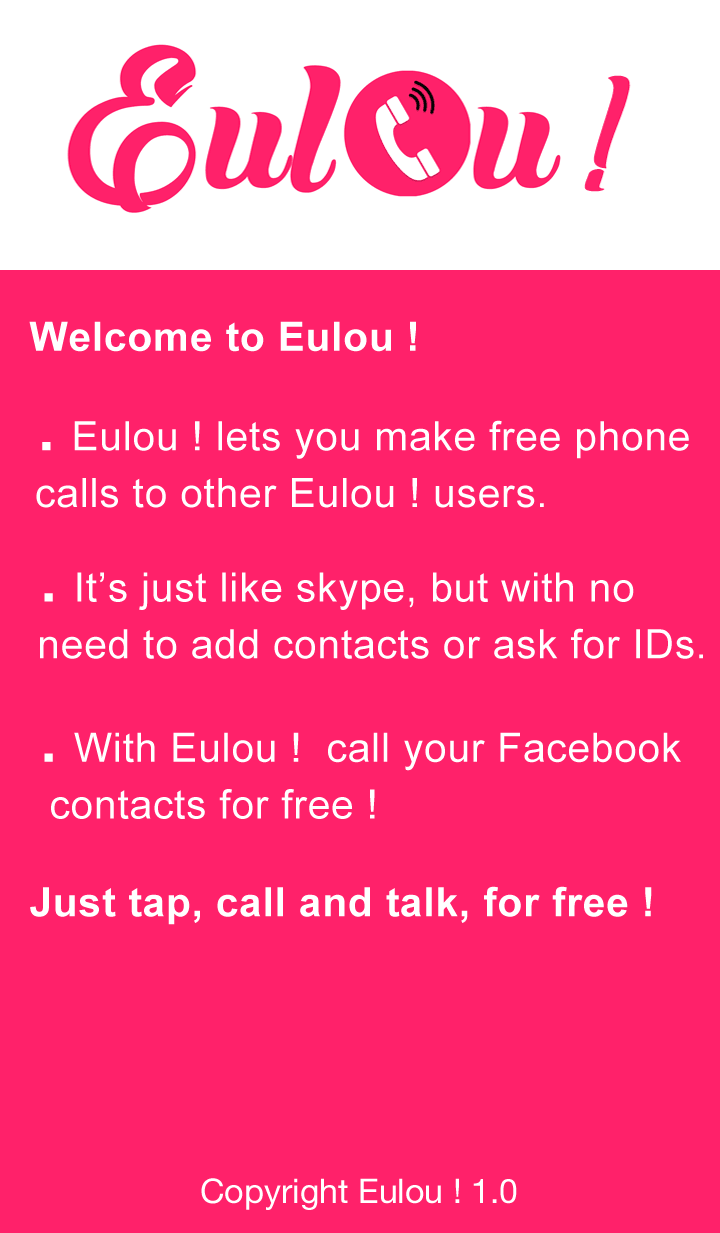 Eulou !
Welcome to Eulou !
. Eulou ! lets you make free phone
calls to other Eulou ! users.
. It’s just like skype, but with no
need to add contacts or ask for IDs.
. With Eulou !  call your Facebook
contacts for free !
Just tap, call and talk, for free !
Copyright Eulou ! 1.0